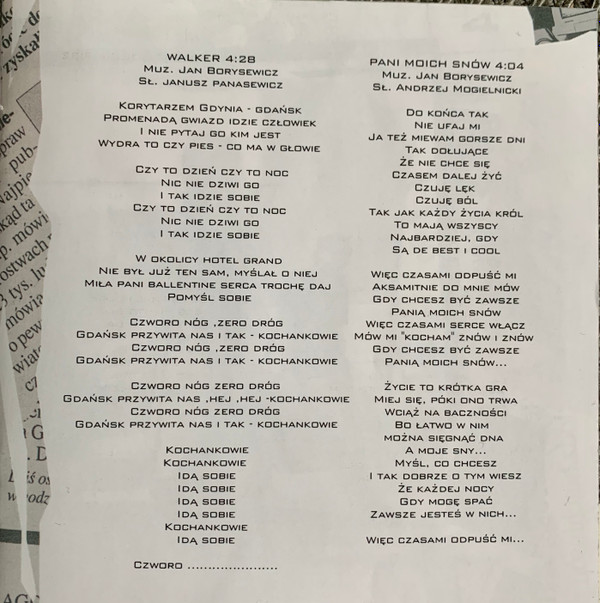 WALKER 4:28
MUZ. JAN BORYSEWICZ
SŁ. JANUSZ PANASEWICZ
KORYTARZEM GDYNIA - GDAŃSK
PROMENADĄ GWIAZD IDZIE CZŁOWIEK
I NIE PYTAJ GO KIM JEST
WYDRA TO CZY PIES - CO MA W GŁOWIE
CZY TO DZIEŃ CZY TO NOC
NIC NIE DZIWI GO
I TAK IDZIE SOBIE
CZY TO DZIEŃ CZY TO NOC
NIC NIE DZIWI GO
I TAK IDZIE SOBIE
W OKOLICY HOTEL GRAND
NIE BYŁ JUŻ TEN SAM, MYŚLAŁ O NIEJ
MIŁA PANI BALLENTINE SERCA TROCHĘ DAJ
POMYŚL SOBIE
CZWORO NÓG ,ZERO DRÓG
GDAŃSK PRZYWITA NAS I TAK - KOCHANKOWIE
CZWORO NÓG ,ZERO DRÓG
GDAŃSK PRZYWITA NAS I TAK - KOCHANKOWIE
CZWORO NÓG ZERO DRÓG
GDAŃSK PRZYWITA NAS ,HEJ ,HEJ -KOCHANKOWIE
CZWORO NÓG ZERO DRÓG
GDAŃSK PRZYWITA NAS I TAK - KOCHANKOWIE
KOCHANKOWIE
KOCHANKOWIE
IDĄ SOBIE
IDĄ SOBIE
IDĄ SOBIE
IDĄ SOBIE
KOCHANKOWIE
IDĄ SOBIE
CZWORO .......................
PANI MOICH SNÓW 4:04
MUZ. JAN BORYSEWICZ
SŁ. ANDRZEJ MOGIELNICKI
DO KOŃCA TAK
NIE UFAJ MI
JA TEŻ MIEWAM GORSZE DNI
TAK DOŁUJĄCE
ŻE NIE CHCE SIĘ
CZASEM DALEJ ŻYĆ
CZUJĘ LĘK
CZUJĘ BÓL
TAK JAK KAŻDY ŻYCIA KRÓL
TO MAJĄ WSZYSCY
NAJBARDZIEJ, GDY
SĄ DE BEST I COOL
WIĘC CZASAMI ODPUŚĆ MI
AKSAMITNIE DO MNIE MÓW
GDY CHCESZ BYĆ ZAWSZE
PANIĄ MOICH SNÓW
WIĘC CZASAMI SERCE WŁĄCZ
MÓW MI "KOCHAM" ZNÓW I ZNÓW
GDY CHCESZ BYĆ ZAWSZE
PANIĄ MOICH SNÓW...
ŻYCIE TO KRÓTKA GRA
MIEJ SIĘ, PÓKI ONO TRWA
WCIĄŻ NA BACZNOŚCI
BO ŁATWO W NIM
MOŻNA SIĘGNĄĆ DNA
A MOJE SNY...
MYŚL, CO CHCESZ
I TAK DOBRZE O TYM WIESZ
ŻE KAŻDEJ NOCY
GDY MOGĘ SPAĆ
ZAWSZE JESTEŚ W NICH...
WIĘC CZASAMI ODPUŚĆ MI...